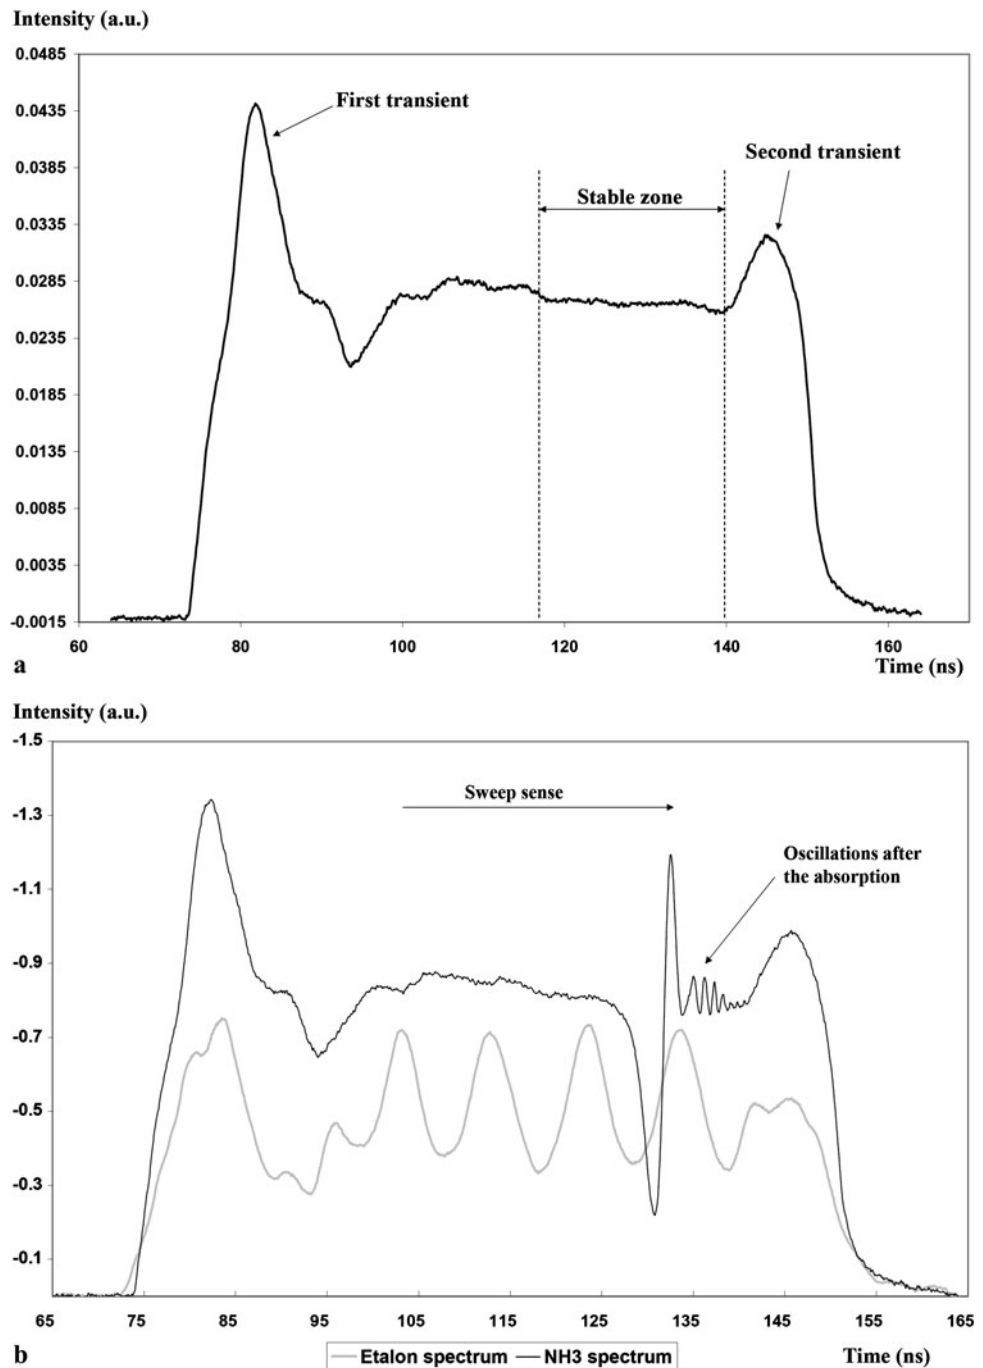 Intensity (a.u.)
0.0485
0.0435
0.0385
0.0335
0.0285
0.0235
0.0185
0.0135
0.0085
0.0035
-0.0015
First transient
Second transient
Stable zone
60 80 100 120 140 160
a
Time (ns)
Intensity (a.u.)
-1.5
-1.3
-1.1
-0.9
-0.7
-0.5
-0.3
-0.1
Sweep sense
Oscillations after
the absorption
65 75 85 95 105 115 125 135 145 155 165
b
Etalon spectrum NH3 spectrum
Time (ns)